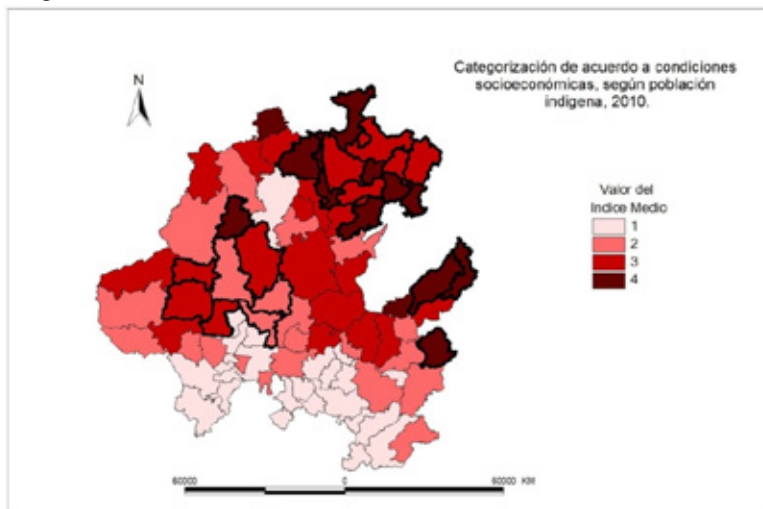 N
Categorización de acuerdo a condiciones
socioeconómicas, según población
indígena, 2010.
Valor del
Indice Medio
1
2
3
4
60000 0 60000 KM